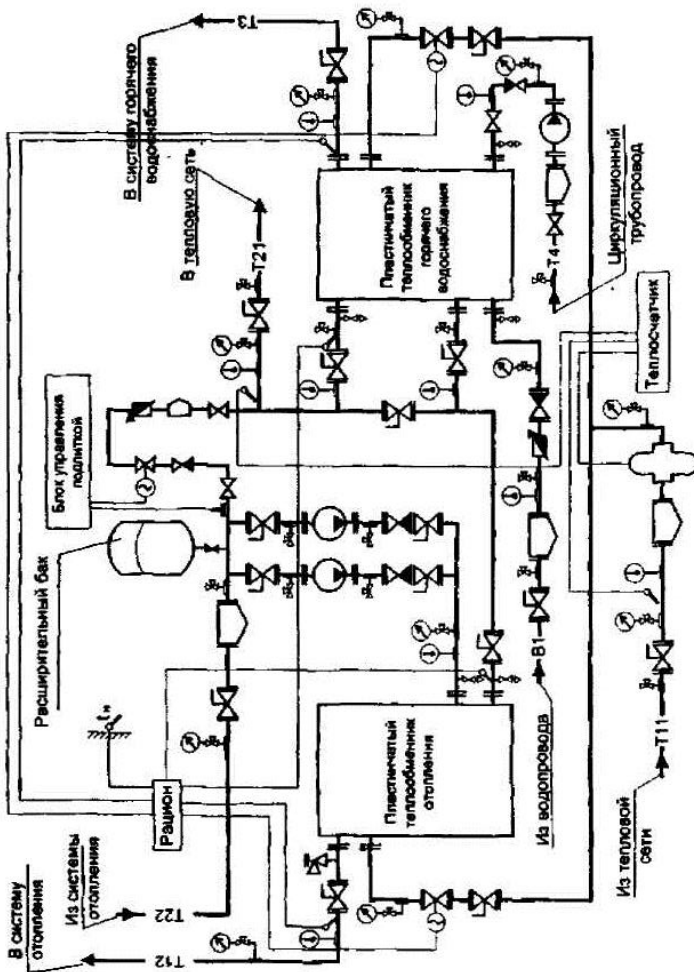 В систему
отопления
Расширительный бак
Блок управления
подпиткой
Из системы
отопления
tн
В систему горячего
водоснабжения
Т12
Рацион
Т22
В
тепловую сеть
Т3
Т21
Пластинчатый
теплообменник
отопления
Пластинчатый
теплообменник
горячего
водоснабжения
В1
Из водопровода
Т4
Циркуляционный
трубопровод
Теплосчетчик
Из тепловой
сети
Т11